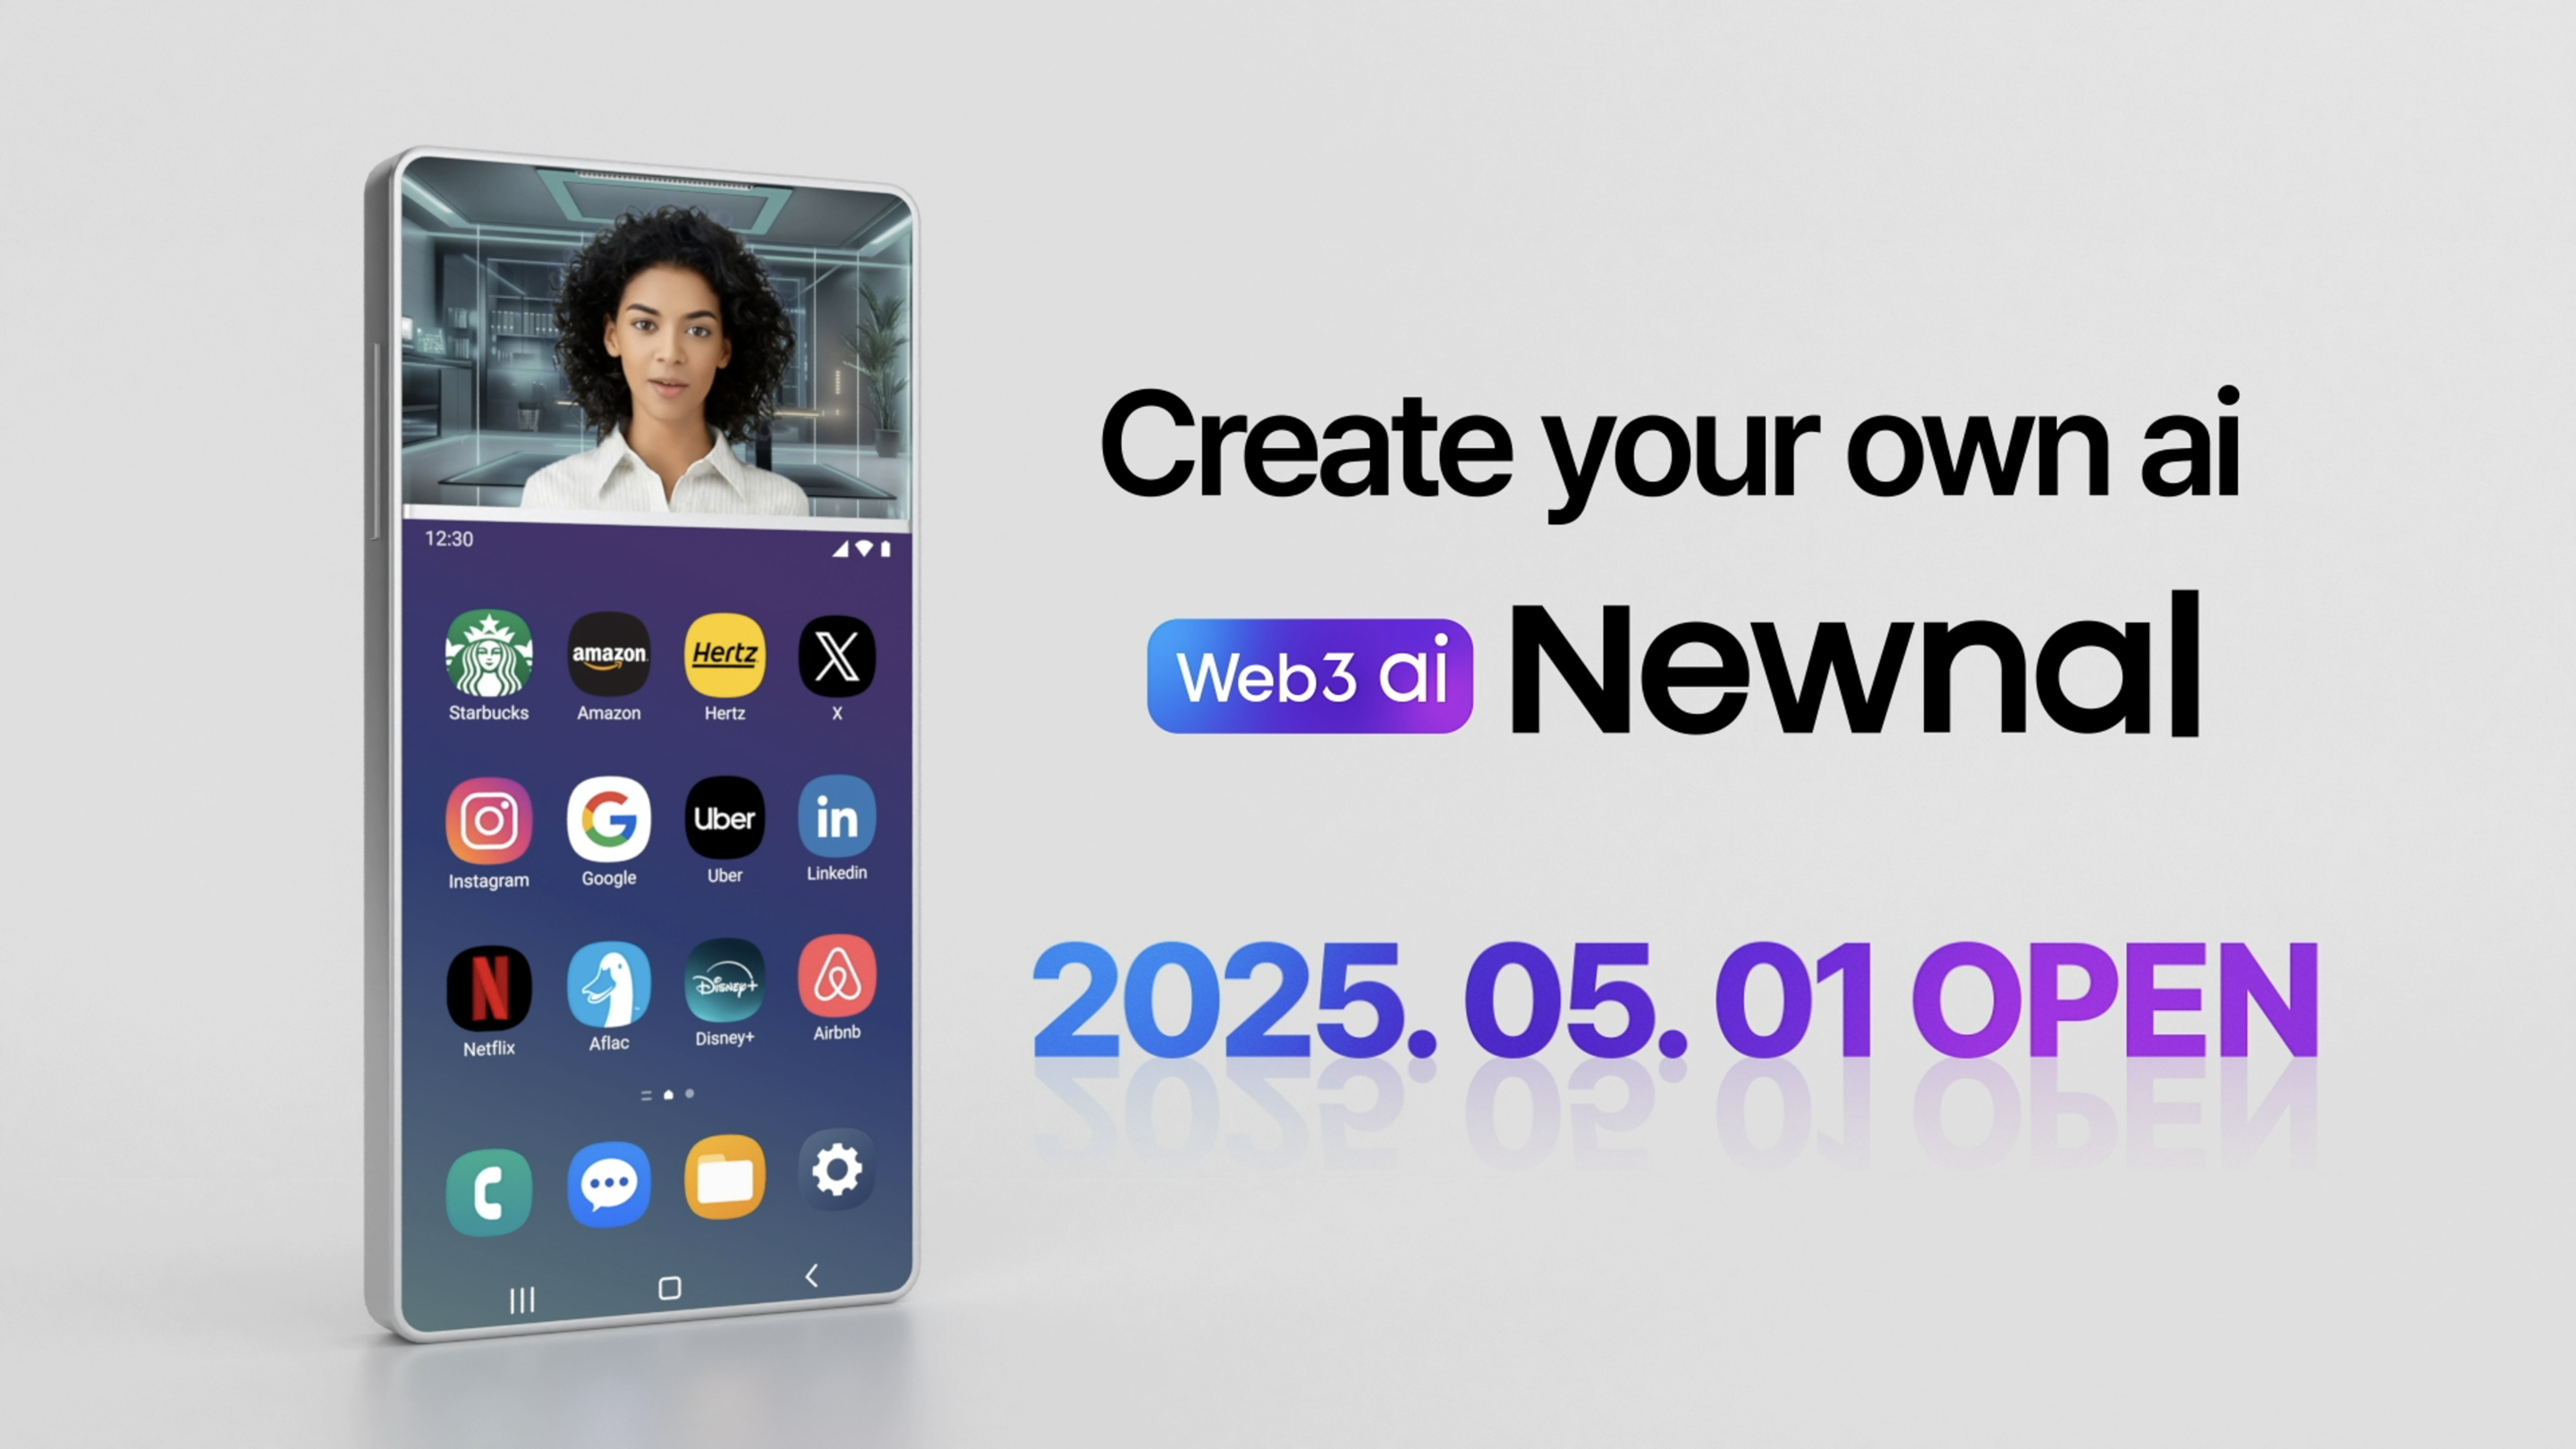 Create your own ai
Web3 ai Newnal
2025. 05. 01 OPEN
12:30
amazon Hertz X
Starbucks Amazon Hertz X
Uber in
Instagram Google Uber Linkedin
N Disney+
Netflix Aflac Disney+ Airbnb